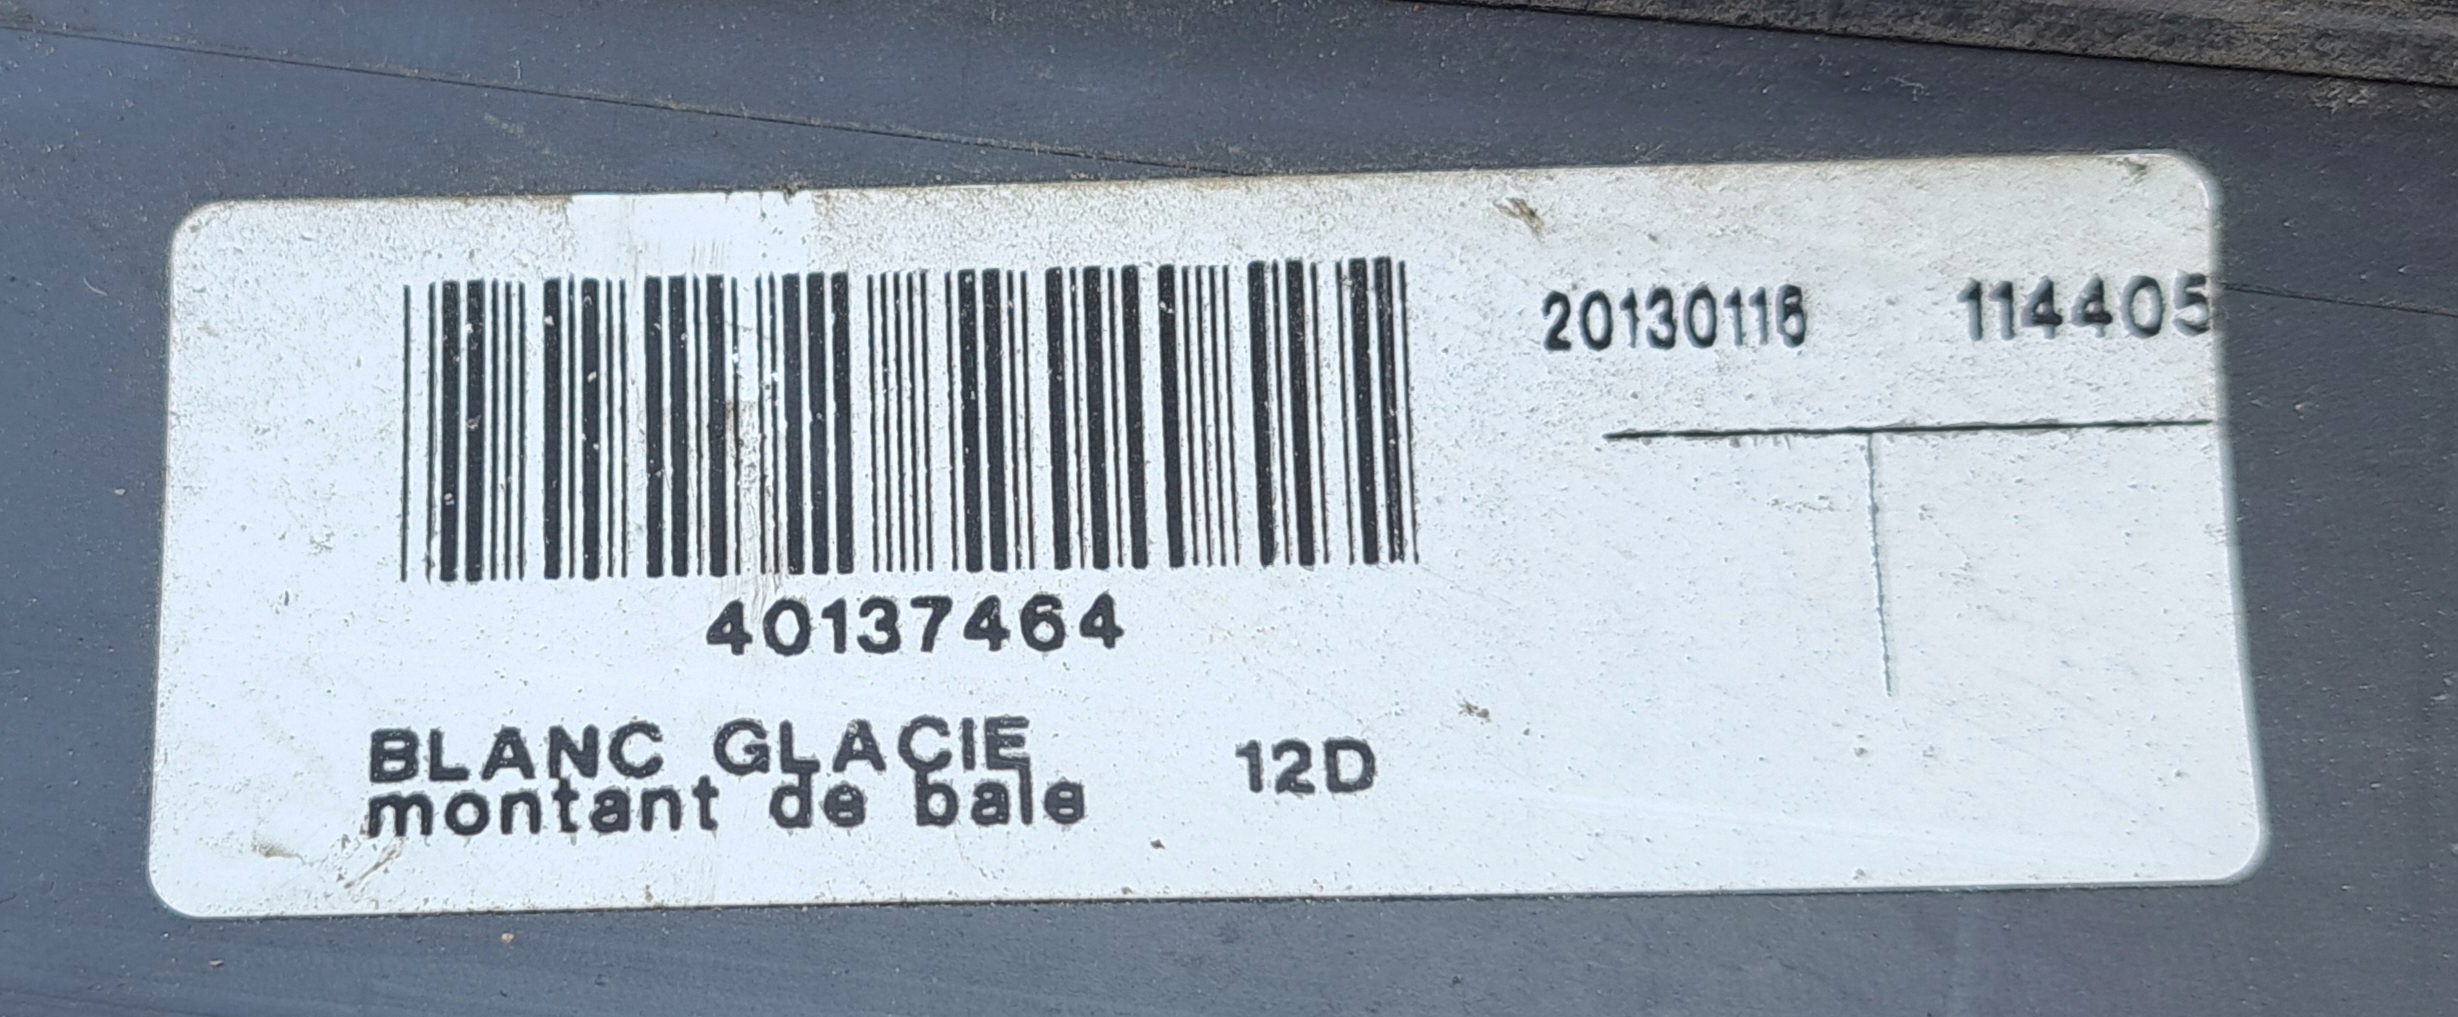 20130116 114405
40137464
BLANC GLACIE 12D
montant de baie